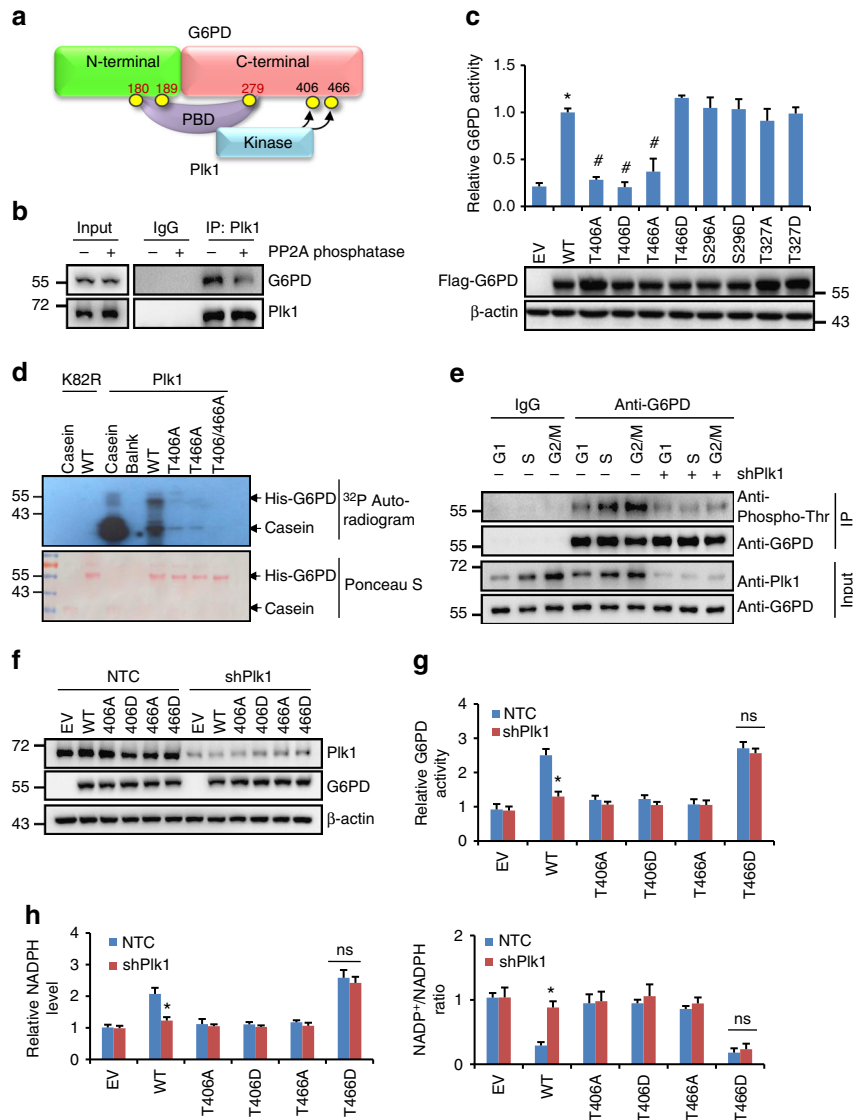 a
G6PD
N-terminal
C-terminal
180
189
279
406
466
PBD
Kinase
Plk1
b
Input
IgG
IP: Plk1
– + – + – + PP2A phosphatase
55
G6PD
72
Plk1
c
Relative G6PD activity
1.5
1.0
0.5
0.0
*
#
#
#
EV
WT
T406A
T406D
T466A
T466D
S296A
S296D
T327A
T327D
Flag-G6PD
55
β-actin
43
d
K82R
Plk1
Casein
WT
Casein
Balnk
WT
T406A
T466A
T406/466A
55
43
His-G6PD
Casein
32P Auto-
radiogram
55
43
His-G6PD
Casein
Ponceau S
e
IgG
Anti-G6PD
G1
S
G2/M
G1
S
G2/M
G1
S
G2/M
– – – – – – + + + shPlk1
55
Anti-
Phospho-Thr
55
Anti-G6PD
IP
72
Anti-Plk1
55
Anti-G6PD
Input
f
NTC
shPlk1
EV
WT
406A
406D
466A
466D
EV
WT
406A
406D
466A
466D
72
Plk1
55
G6PD
43
β-actin
g
Relative G6PD
activity
4
3
2
1
0
NTC
shPlk1
*
ns
EV
WT
T406A
T406D
T466A
T466D
h
Relative NADPH
level
4
3
2
1
0
NTC
shPlk1
*
ns
EV
WT
T406A
T406D
T466A
T466D
NADP+/NADPH
ratio
2
1
0
NTC
shPlk1
*
ns
EV
WT
T406A
T406D
T466A
T466D